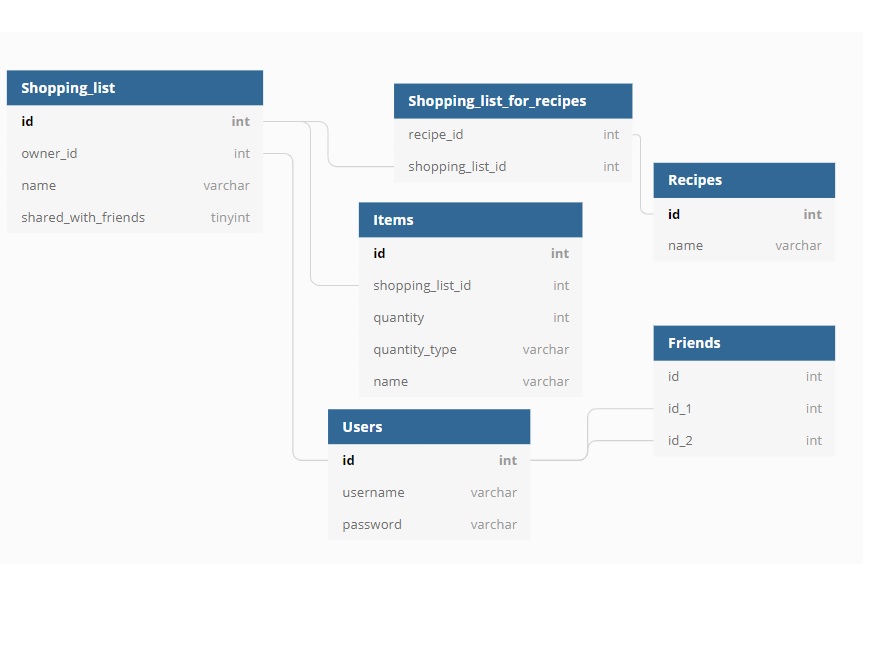 Shopping_list
id int
owner_id int
name varchar
shared_with_friends tinyint
Shopping_list_for_recipes
recipe_id int
shopping_list_id int
Recipes
id int
name varchar
Items
id int
shopping_list_id int
quantity int
quantity_type varchar
name varchar
Friends
id int
id_1 int
id_2 int
Users
id int
username varchar
password varchar